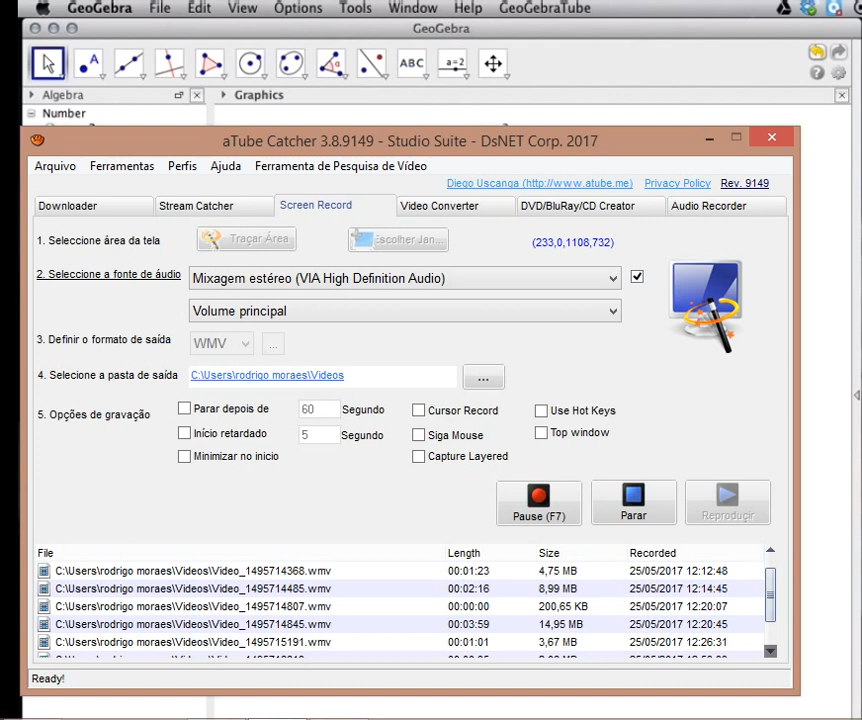 GeoGebra File Edit View Options Tools Window Help GeoGebraTube
GeoGebra
A ABC a=2
Algebra Graphics
Number
aTube Catcher 3.8.9149 - Studio Suite - DsNET Corp. 2017
Arquivo Ferramentas Perfis Ajuda Ferramenta de Pesquisa de Vídeo
Diego Uscanga (http://www.atube.me) Privacy Policy Rev. 9149
Downloader Stream Catcher Screen Record Video Converter DVD/BluRay/CD Creator Audio Recorder
1. Seleccione área da tela Traçar Área Escolher Jan... (233,0,1108,732)
2. Seleccione a fonte de áudio Mixagem estéreo (VIA High Definition Audio)
Volume principal
3. Definir o formato de saída WMV ...
4. Selecione a pasta de saída C:\Users\rodrigo moraes\Videos ...
5. Opções de gravação Parar depois de 60 Segundo Cursor Record Use Hot Keys
Início retardado 5 Segundo Siga Mouse Top window
Minimizar no inicio Capture Layered
Pause (F7) Parar Reproduçir
File Length Size Recorded
C:\Users\rodrigo moraes\Videos\Video_1495714368.wmv 00:01:23 4,75 MB 25/05/2017 12:12:48
C:\Users\rodrigo moraes\Videos\Video_1495714485.wmv 00:02:16 8,99 MB 25/05/2017 12:14:45
C:\Users\rodrigo moraes\Videos\Video_1495714807.wmv 00:00:00 200,65 KB 25/05/2017 12:20:07
C:\Users\rodrigo moraes\Videos\Video_1495714845.wmv 00:03:59 14,95 MB 25/05/2017 12:20:45
C:\Users\rodrigo moraes\Videos\Video_1495715191.wmv 00:01:01 3,67 MB 25/05/2017 12:26:31
Ready!